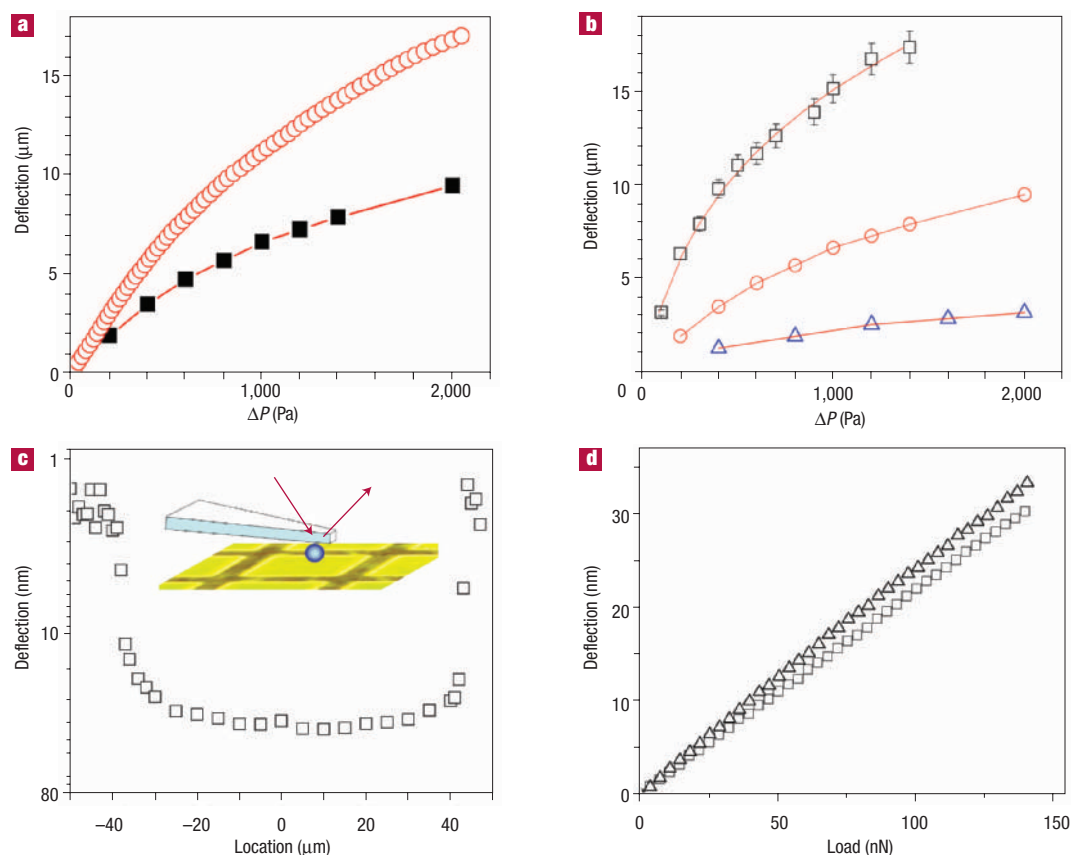 a
15
10
5
0
Deflection (μm)
0 1,000 2,000
ΔP (Pa)
b
15
10
5
0
Deflection (μm)
1,000 2,000
ΔP (Pa)
c
1
10
80
Deflection (nm)
–40 –20 0 20 40
Location (μm)
d
30
20
10
0
Deflection (nm)
0 50 100 150
Load (nN)